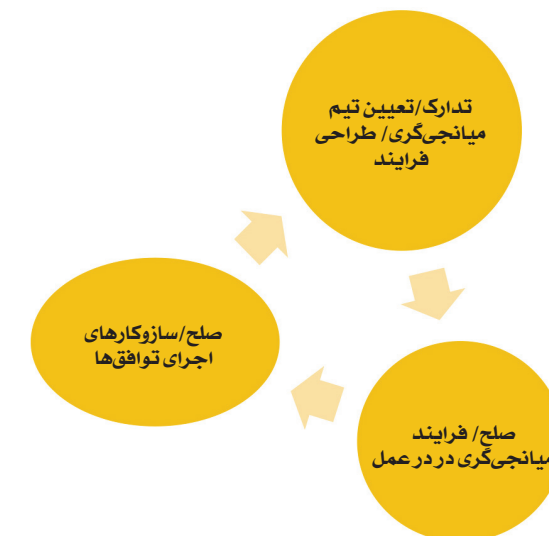 تدارک/تعیین تیم
میانجی‌گری/ طراحی
فرایند
صلح/ فرایند
میانجی‌گری در در عمل
صلح/سازوکارهای
اجرای توافق‌ها